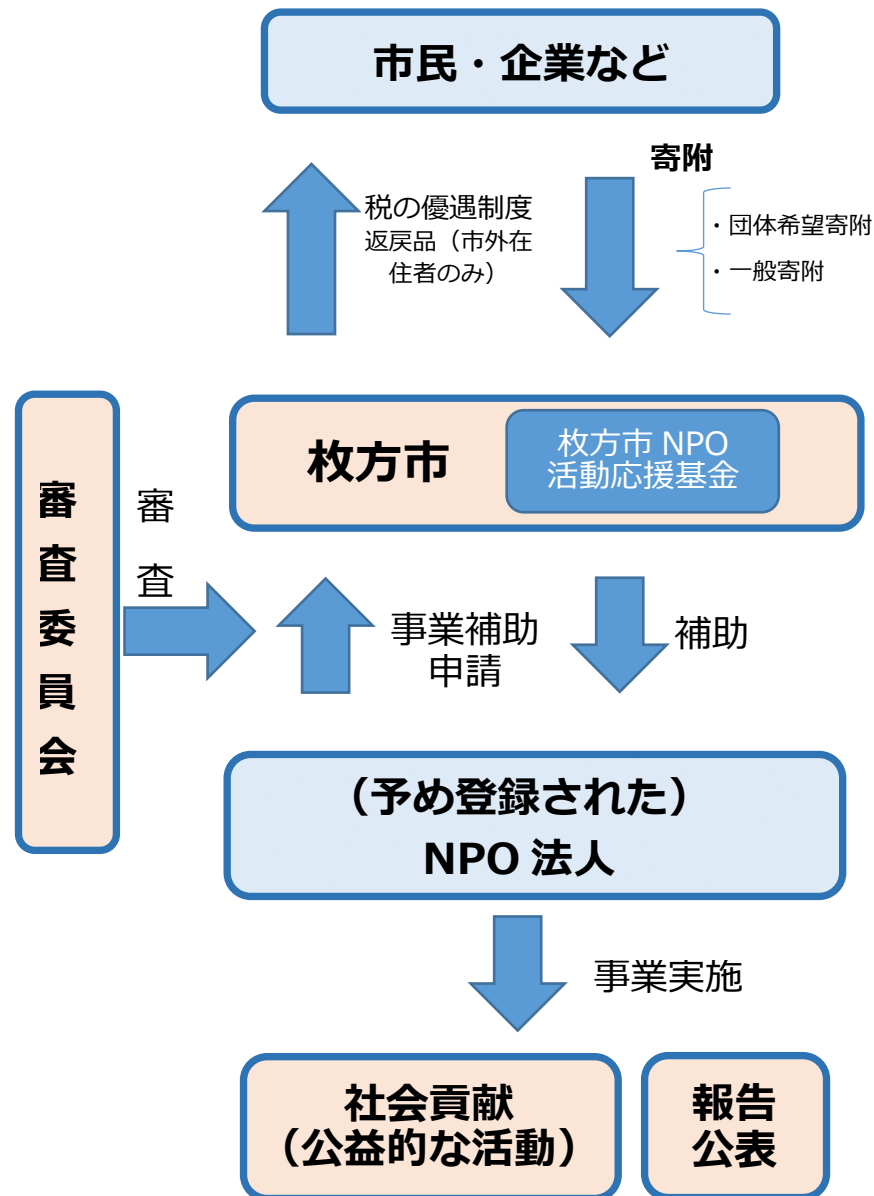 市民・企業など
寄附
税の優遇制度
返戻品（市外在
住者のみ）
・団体希望寄附
・一般寄附
枚方市
枚方市 NPO
活動応援基金
審査委員会
審査
事業補助
申請
補助
（予め登録された）
NPO 法人
事業実施
社会貢献
（公益的な活動）
報告
公表